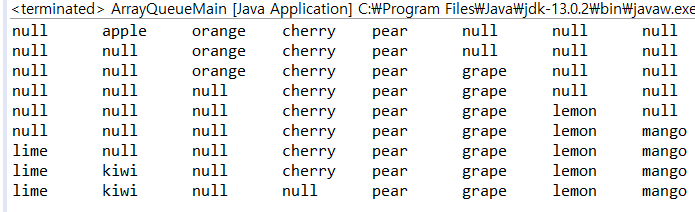 <terminated> ArrayQueueMain [Java Application] C:₩Program Files₩Java₩jdk-13.0.2₩bin₩javaw.exe
null apple orange cherry pear null null null
null null orange cherry pear null null null
null null orange cherry pear grape null null
null null null cherry pear grape null null
null null null cherry pear grape lemon null
null null null cherry pear grape lemon mango
lime null null cherry pear grape lemon mango
lime kiwi null cherry pear grape lemon mango
lime kiwi null null pear grape lemon mango